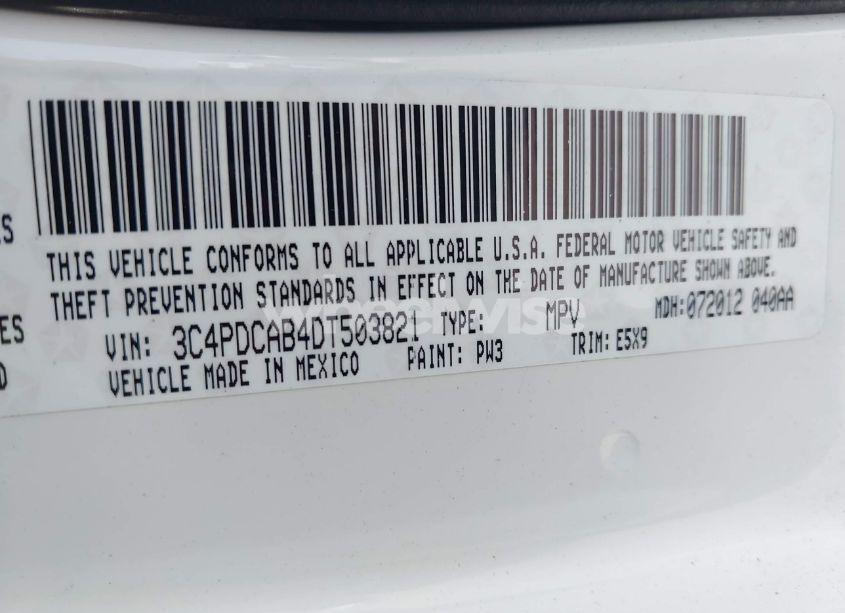 THIS VEHICLE CONFORMS TO ALL APPLICABLE U.S.A. FEDERAL MOTOR VEHICLE SAFETY AND
THEFT PREVENTION STANDARDS IN EFFECT ON THE DATE OF MANUFACTURE SHOWN ABOVE.
VIN: 3C4PDCAB4DT503821 TYPE: MPV MDH:072012 040AA
VEHICLE MADE IN MEXICO PAINT: PW3 TRIM: E5X9